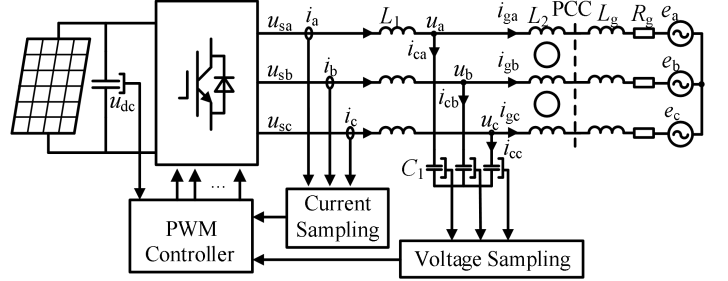 u_sa i_a L_1 u_a i_ga L_2 PCC L_g R_g e_a
i_ca
u_dc u_sb i_b u_b i_gb e_b
i_cb
u_sc i_c u_c i_gc e_c
i_cc
C_1
...
Current
Sampling
PWM
Controller
Voltage Sampling